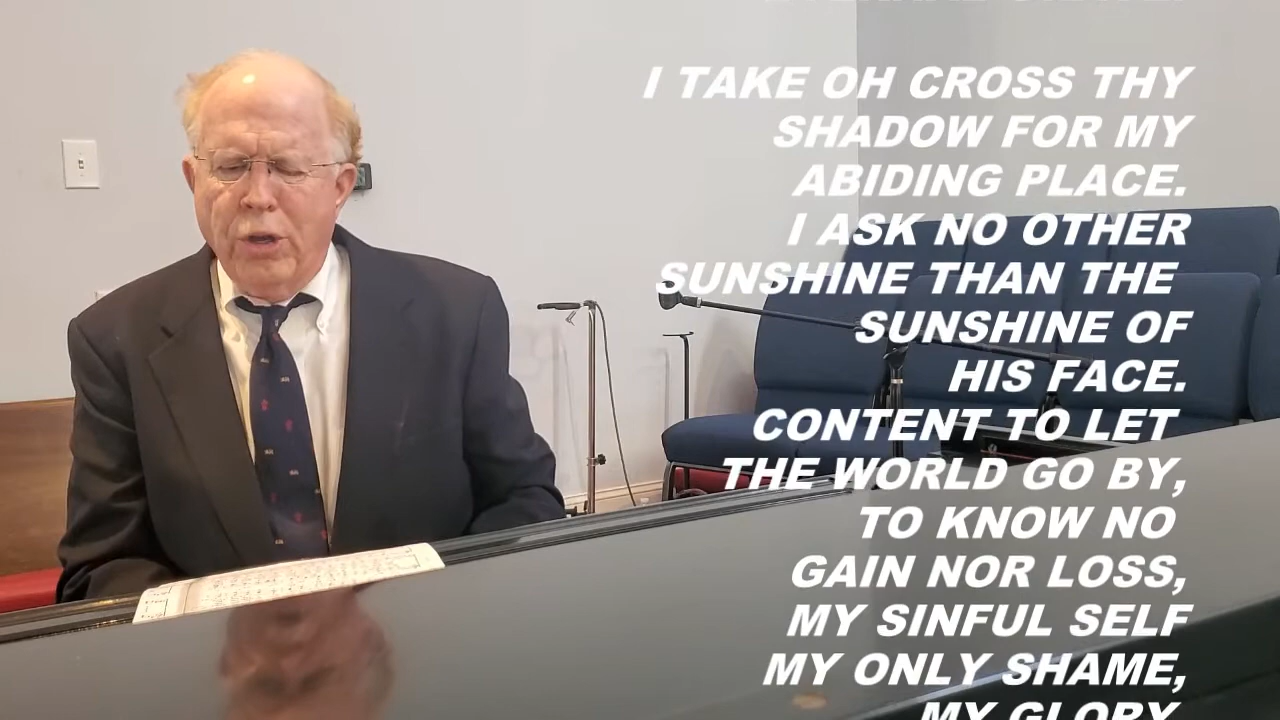 I TAKE OH CROSS THY
SHADOW FOR MY
ABIDING PLACE.
I ASK NO OTHER
SUNSHINE THAN THE
SUNSHINE OF
HIS FACE.
CONTENT TO LET
THE WORLD GO BY,
TO KNOW NO
GAIN NOR LOSS,
MY SINFUL SELF
MY ONLY SHAME,
MY GLORY